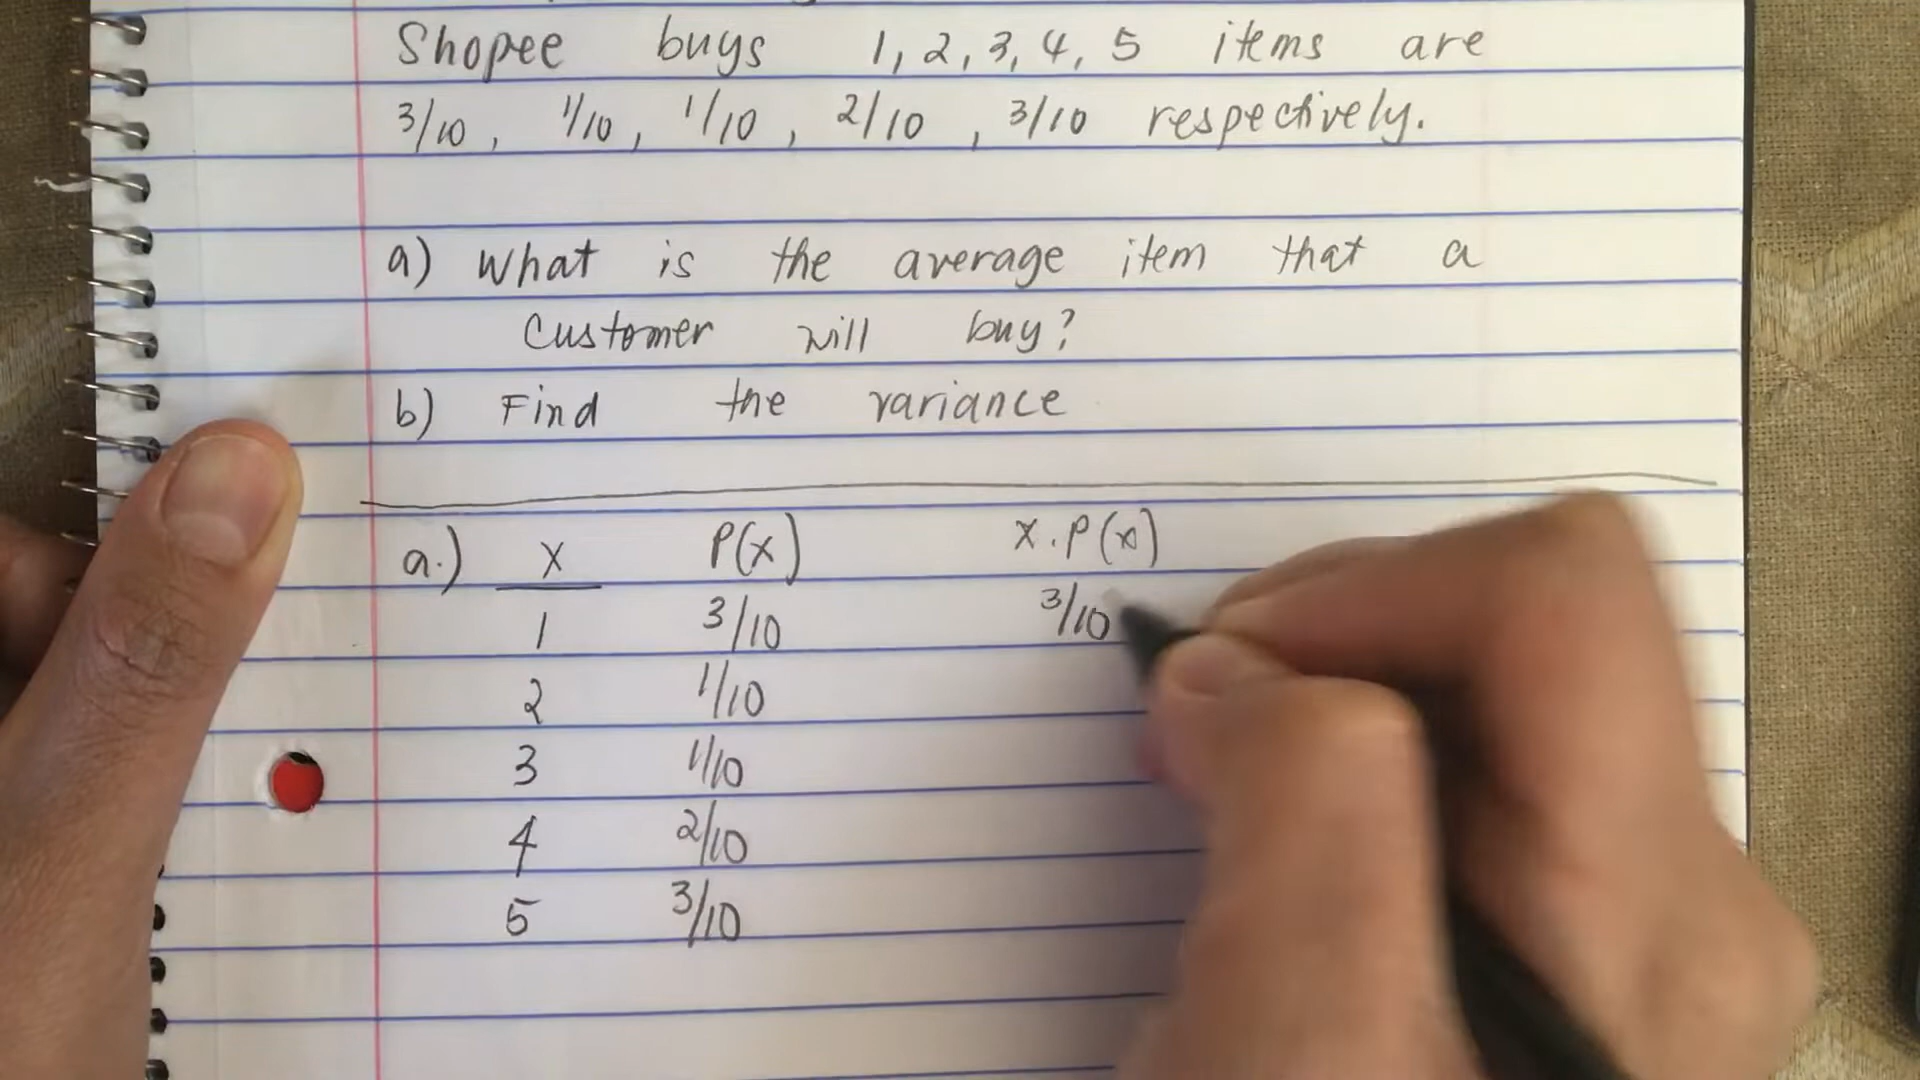 Shopee buys 1, 2, 3, 4, 5 items are
3/10, 1/10, 1/10, 2/10, 3/10 respectively.
a) What is the average item that a
customer will buy?
b) Find the variance
a.) X P(x) X.P(x)
1 3/10 3/10
2 1/10
3 1/10
4 2/10
5 3/10